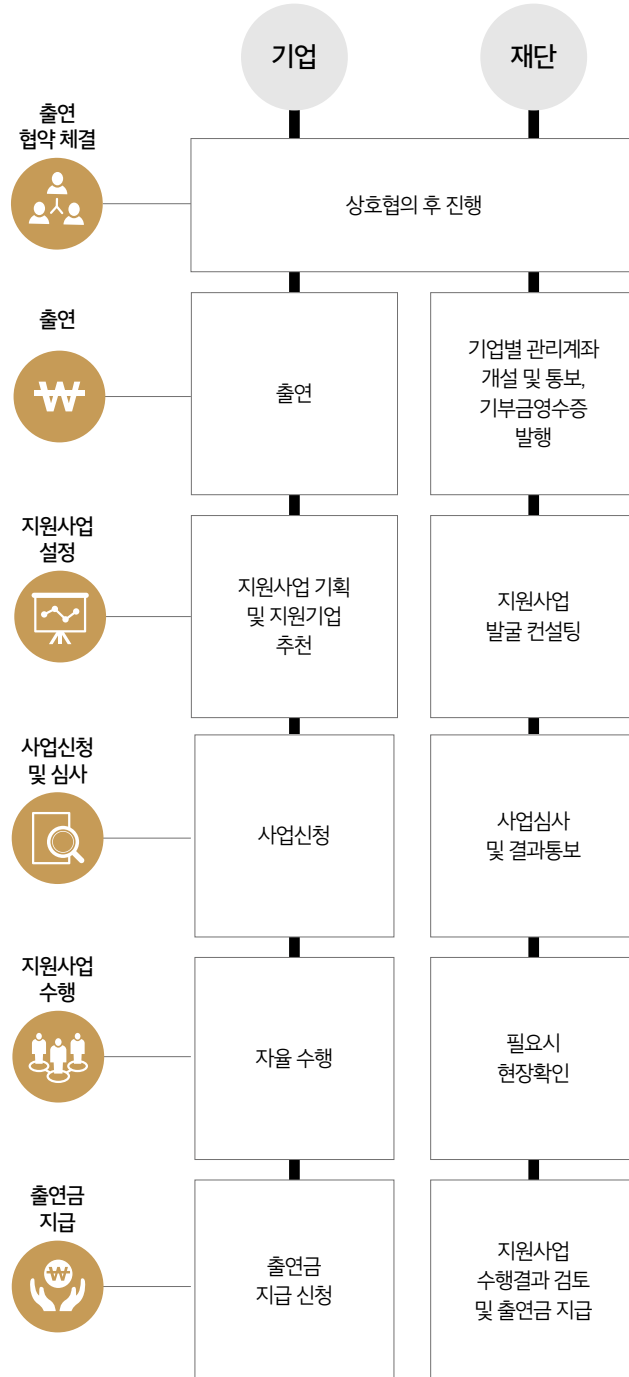 기업
재단
출연
협약 체결
상호협의 후 진행
출연
출연
기업별 관리계좌
개설 및 통보,
기부금영수증
발행
지원사업
설정
지원사업 기획
및 지원기업
추천
지원사업
발굴 컨설팅
사업신청
및 심사
사업신청
사업심사
및 결과통보
지원사업
수행
자율 수행
필요시
현장확인
출연금
지급
출연금
지급 신청
지원사업
수행결과 검토
및 출연금 지급